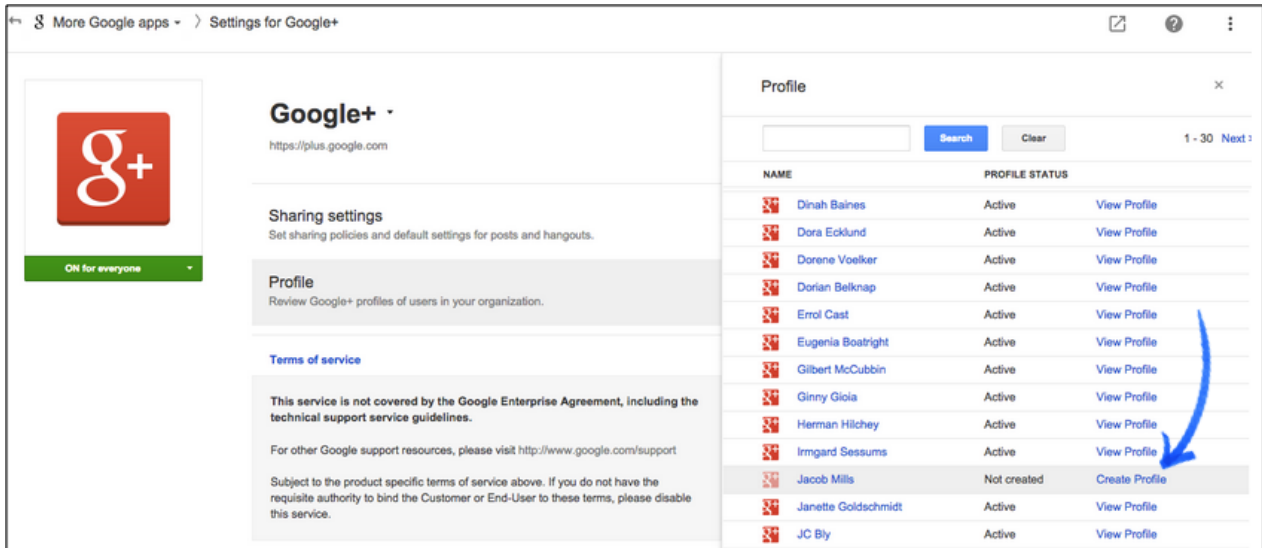 More Google apps
Settings for Google+
g+
ON for everyone
Google+
https://plus.google.com
Sharing settings
Set sharing policies and default settings for posts and hangouts.
Profile
Review Google+ profiles of users in your organization.
Terms of service
This service is not covered by the Google Enterprise Agreement, including the
technical support service guidelines.
For other Google support resources, please visit http://www.google.com/support
Subject to the product specific terms of service above. If you do not have the
requisite authority to bind the Customer or End-User to these terms, please disable
this service.
Profile
Search Clear 1 - 30 Next
NAME PROFILE STATUS
Dinah Baines Active View Profile
Dora Ecklund Active View Profile
Dorene Voelker Active View Profile
Dorian Belknap Active View Profile
Errol Cast Active View Profile
Eugenia Boatright Active View Profile
Gilbert McCubbin Active View Profile
Ginny Gioia Active View Profile
Herman Hilchey Active View Profile
Irmgard Sessums Active View Profile
Jacob Mills Not created Create Profile
Janette Goldschmidt Active View Profile
JC Bly Active View Profile